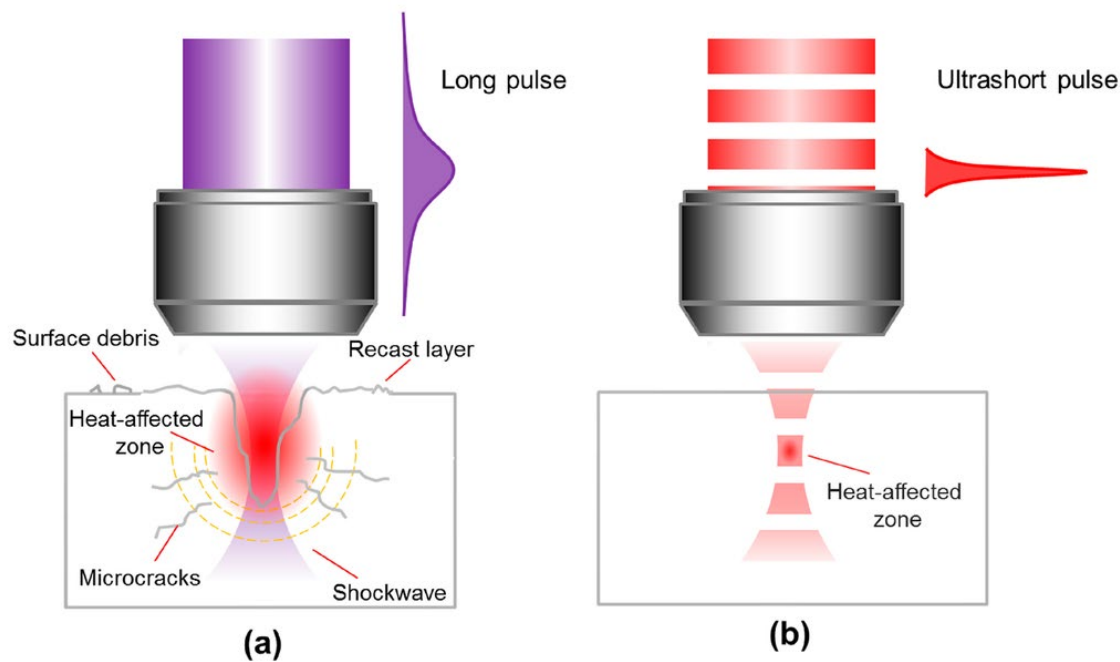 Long pulse
Ultrashort pulse
Surface debris
Recast layer
Heat-affected
zone
Microcracks
Shockwave
(a)
Heat-affected
zone
(b)